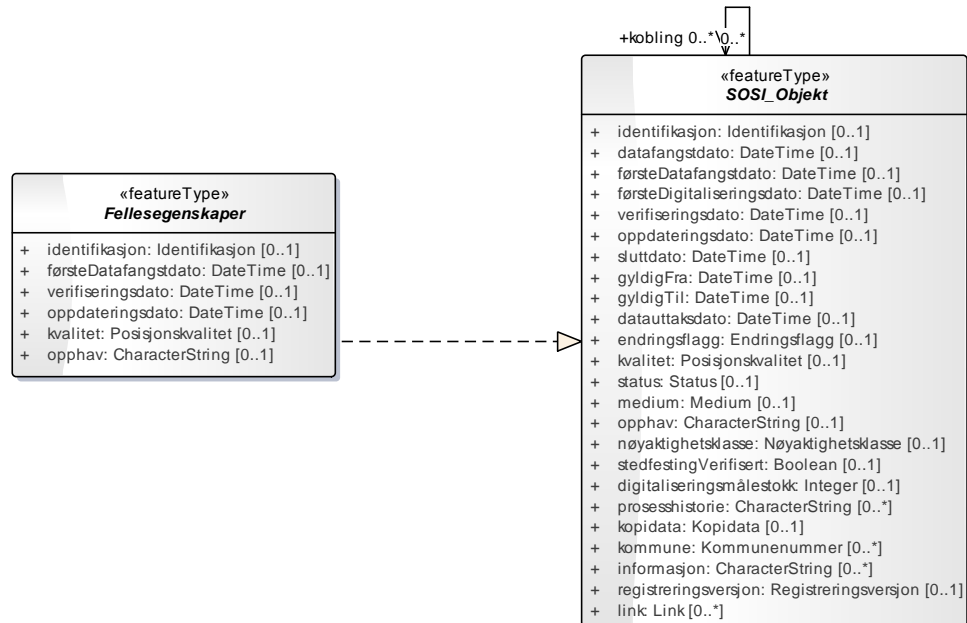 +kobling 0..* 0..*
«featureType»
SOSI_Objekt
+ identifikasjon: Identifikasjon [0..1]
+ datafangstdato: DateTime [0..1]
+ førsteDatafangstdato: DateTime [0..1]
+ førsteDigitaliseringsdato: DateTime [0..1]
+ verifiseringsdato: DateTime [0..1]
+ oppdateringsdato: DateTime [0..1]
+ sluttdato: DateTime [0..1]
+ gyldigFra: DateTime [0..1]
+ gyldigTil: DateTime [0..1]
+ datauttaksdato: DateTime [0..1]
+ endringsflagg: Endringsflagg [0..1]
+ kvalitet: Posisjonskvalitet [0..1]
+ status: Status [0..1]
+ medium: Medium [0..1]
+ opphav: CharacterString [0..1]
+ nøyaktighetsklasse: Nøyaktighetsklasse [0..1]
+ stedfestingVerifisert: Boolean [0..1]
+ digitaliseringsmålestokk: Integer [0..1]
+ prosesshistorie: CharacterString [0..*]
+ kopidata: Kopidata [0..1]
+ kommune: Kommunenummer [0..*]
+ informasjon: CharacterString [0..*]
+ registreringsversjon: Registreringsversjon [0..1]
+ link: Link [0..*]
«featureType»
Fellesegenskaper
+ identifikasjon: Identifikasjon [0..1]
+ førsteDatafangstdato: DateTime [0..1]
+ verifiseringsdato: DateTime [0..1]
+ oppdateringsdato: DateTime [0..1]
+ kvalitet: Posisjonskvalitet [0..1]
+ opphav: CharacterString [0..1]